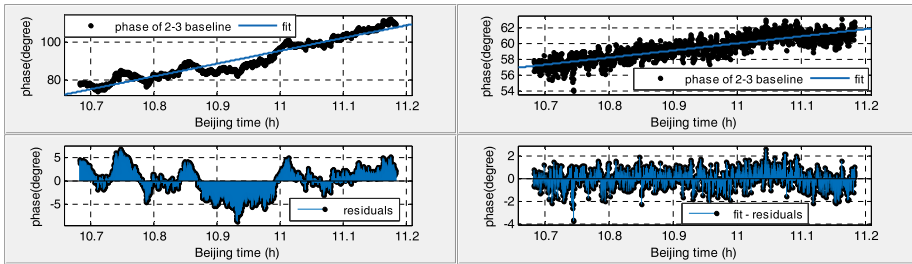 phase(degree)
100
80
phase of 2-3 baseline
fit
10.7
10.8
10.9
11
11.1
11.2
Beijing time (h)
phase(degree)
62
60
58
56
54
phase of 2-3 baseline
fit
10.7
10.8
10.9
11
11.1
11.2
Beijing time (h)
phase(degree)
5
0
-5
residuals
10.7
10.8
10.9
11
11.1
11.2
Beijing time (h)
phase(degree)
2
0
-2
-4
fit - residuals
10.7
10.8
10.9
11
11.1
11.2
Beijing time (h)